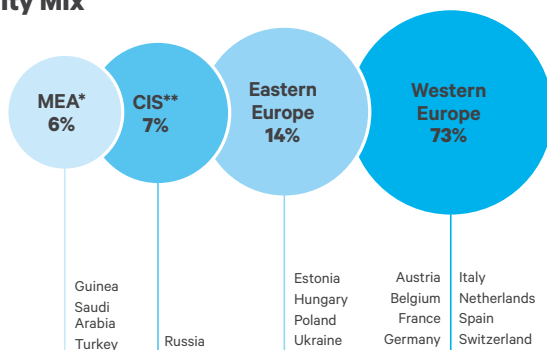 ity Mix
MEA*
6%
CIS**
7%
Eastern
Europe
14%
Western
Europe
73%
Guinea
Saudi
Arabia
Turkey
Russia
Estonia
Hungary
Poland
Ukraine
Austria
Belgium
France
Germany
Italy
Netherlands
Spain
Switzerland